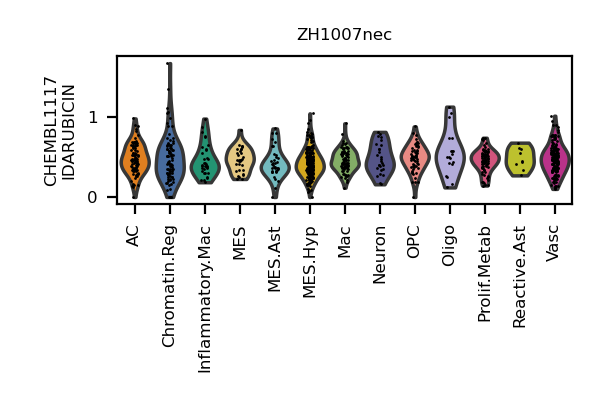 ZH1007nec
CHEMBL1117
IDARUBICIN
1
0
AC
Chromatin.Reg
Inflammatory.Mac
MES
MES.Ast
MES.Hyp
Mac
Neuron
OPC
Oligo
Prolif.Metab
Reactive.Ast
Vasc